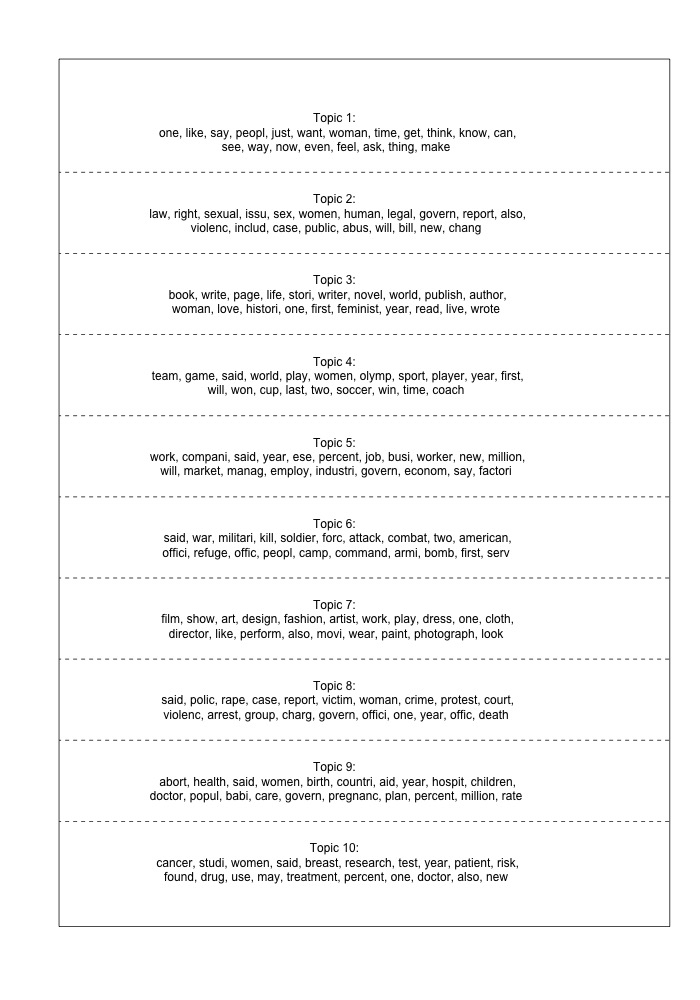 Topic 1:
one, like, say, peopl, just, want, woman, time, get, think, know, can,
see, way, now, even, feel, ask, thing, make
Topic 2:
law, right, sexual, issu, sex, women, human, legal, govern, report, also,
violenc, includ, case, public, abus, will, bill, new, chang
Topic 3:
book, write, page, life, stori, writer, novel, world, publish, author,
woman, love, histori, one, first, feminist, year, read, live, wrote
Topic 4:
team, game, said, world, play, women, olymp, sport, player, year, first,
will, won, cup, last, two, soccer, win, time, coach
Topic 5:
work, compani, said, year, ese, percent, job, busi, worker, new, million,
will, market, manag, employ, industri, govern, econom, say, factori
Topic 6:
said, war, militari, kill, soldier, forc, attack, combat, two, american,
offici, refuge, offic, peopl, camp, command, armi, bomb, first, serv
Topic 7:
film, show, art, design, fashion, artist, work, play, dress, one, cloth,
director, like, perform, also, movi, wear, paint, photograph, look
Topic 8:
said, polic, rape, case, report, victim, woman, crime, protest, court,
violenc, arrest, group, charg, govern, offici, one, year, offic, death
Topic 9:
abort, health, said, women, birth, countri, aid, year, hospit, children,
doctor, popul, babi, care, govern, pregnanc, plan, percent, million, rate
Topic 10:
cancer, studi, women, said, breast, research, test, year, patient, risk,
found, drug, use, may, treatment, percent, one, doctor, also, new